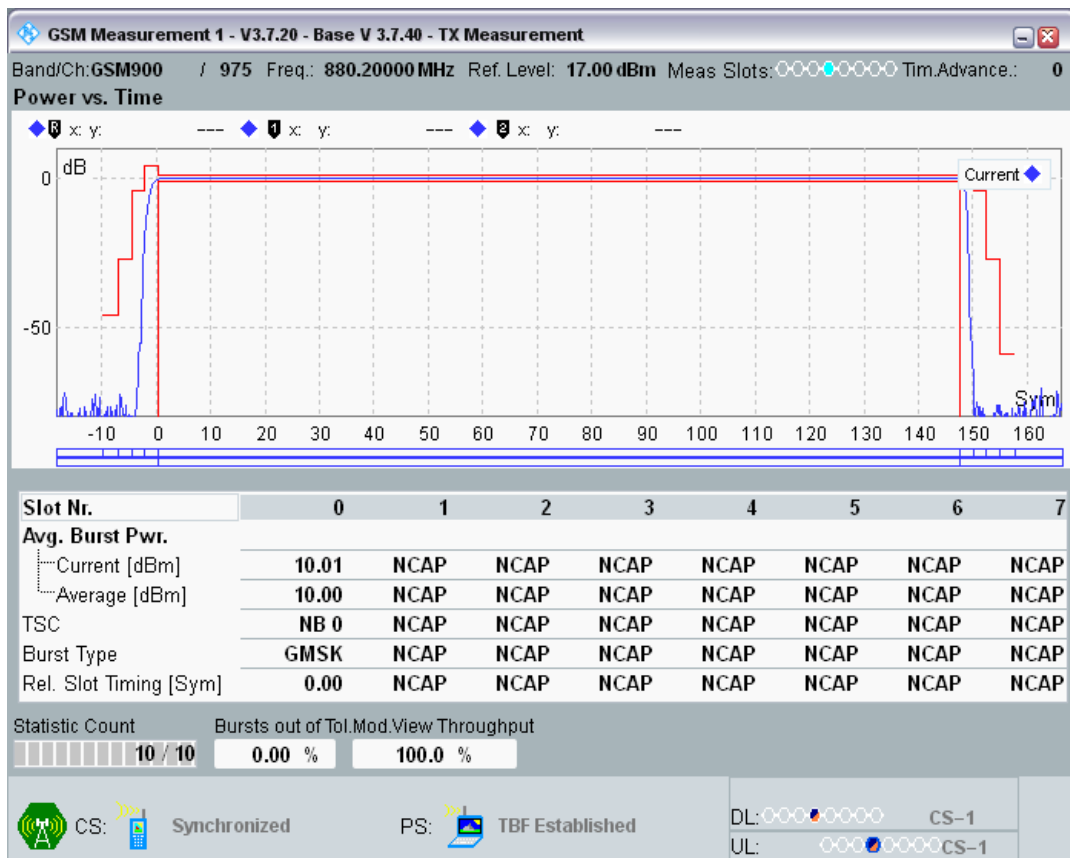 GSM Measurement 1 - V3.7.20 - Base V 3.7.40 - TX Measurement
Band/Ch:GSM900 / 975 Freq.: 880.20000 MHz Ref. Level: 17.00 dBm Meas Slots: Tim.Advance.: 0
Power vs. Time
R x: y: --- 1 x: y: --- 2 x: y: ---
dB
Current
0
-50
Sym
-10 0 10 20 30 40 50 60 70 80 90 100 110 120 130 140 150 160
Slot Nr. 0 1 2 3 4 5 6 7
Avg. Burst Pwr.
Current [dBm] 10.01 NCAP NCAP NCAP NCAP NCAP NCAP NCAP
Average [dBm] 10.00 NCAP NCAP NCAP NCAP NCAP NCAP NCAP
TSC NB 0 NCAP NCAP NCAP NCAP NCAP NCAP NCAP
Burst Type GMSK NCAP NCAP NCAP NCAP NCAP NCAP NCAP
Rel. Slot Timing [Sym] 0.00 NCAP NCAP NCAP NCAP NCAP NCAP NCAP
Statistic Count Bursts out of Tol.Mod.View Throughput
10 / 10 0.00 % 100.0 %
CS: Synchronized PS: TBF Established
DL: CS-1
UL: CS-1